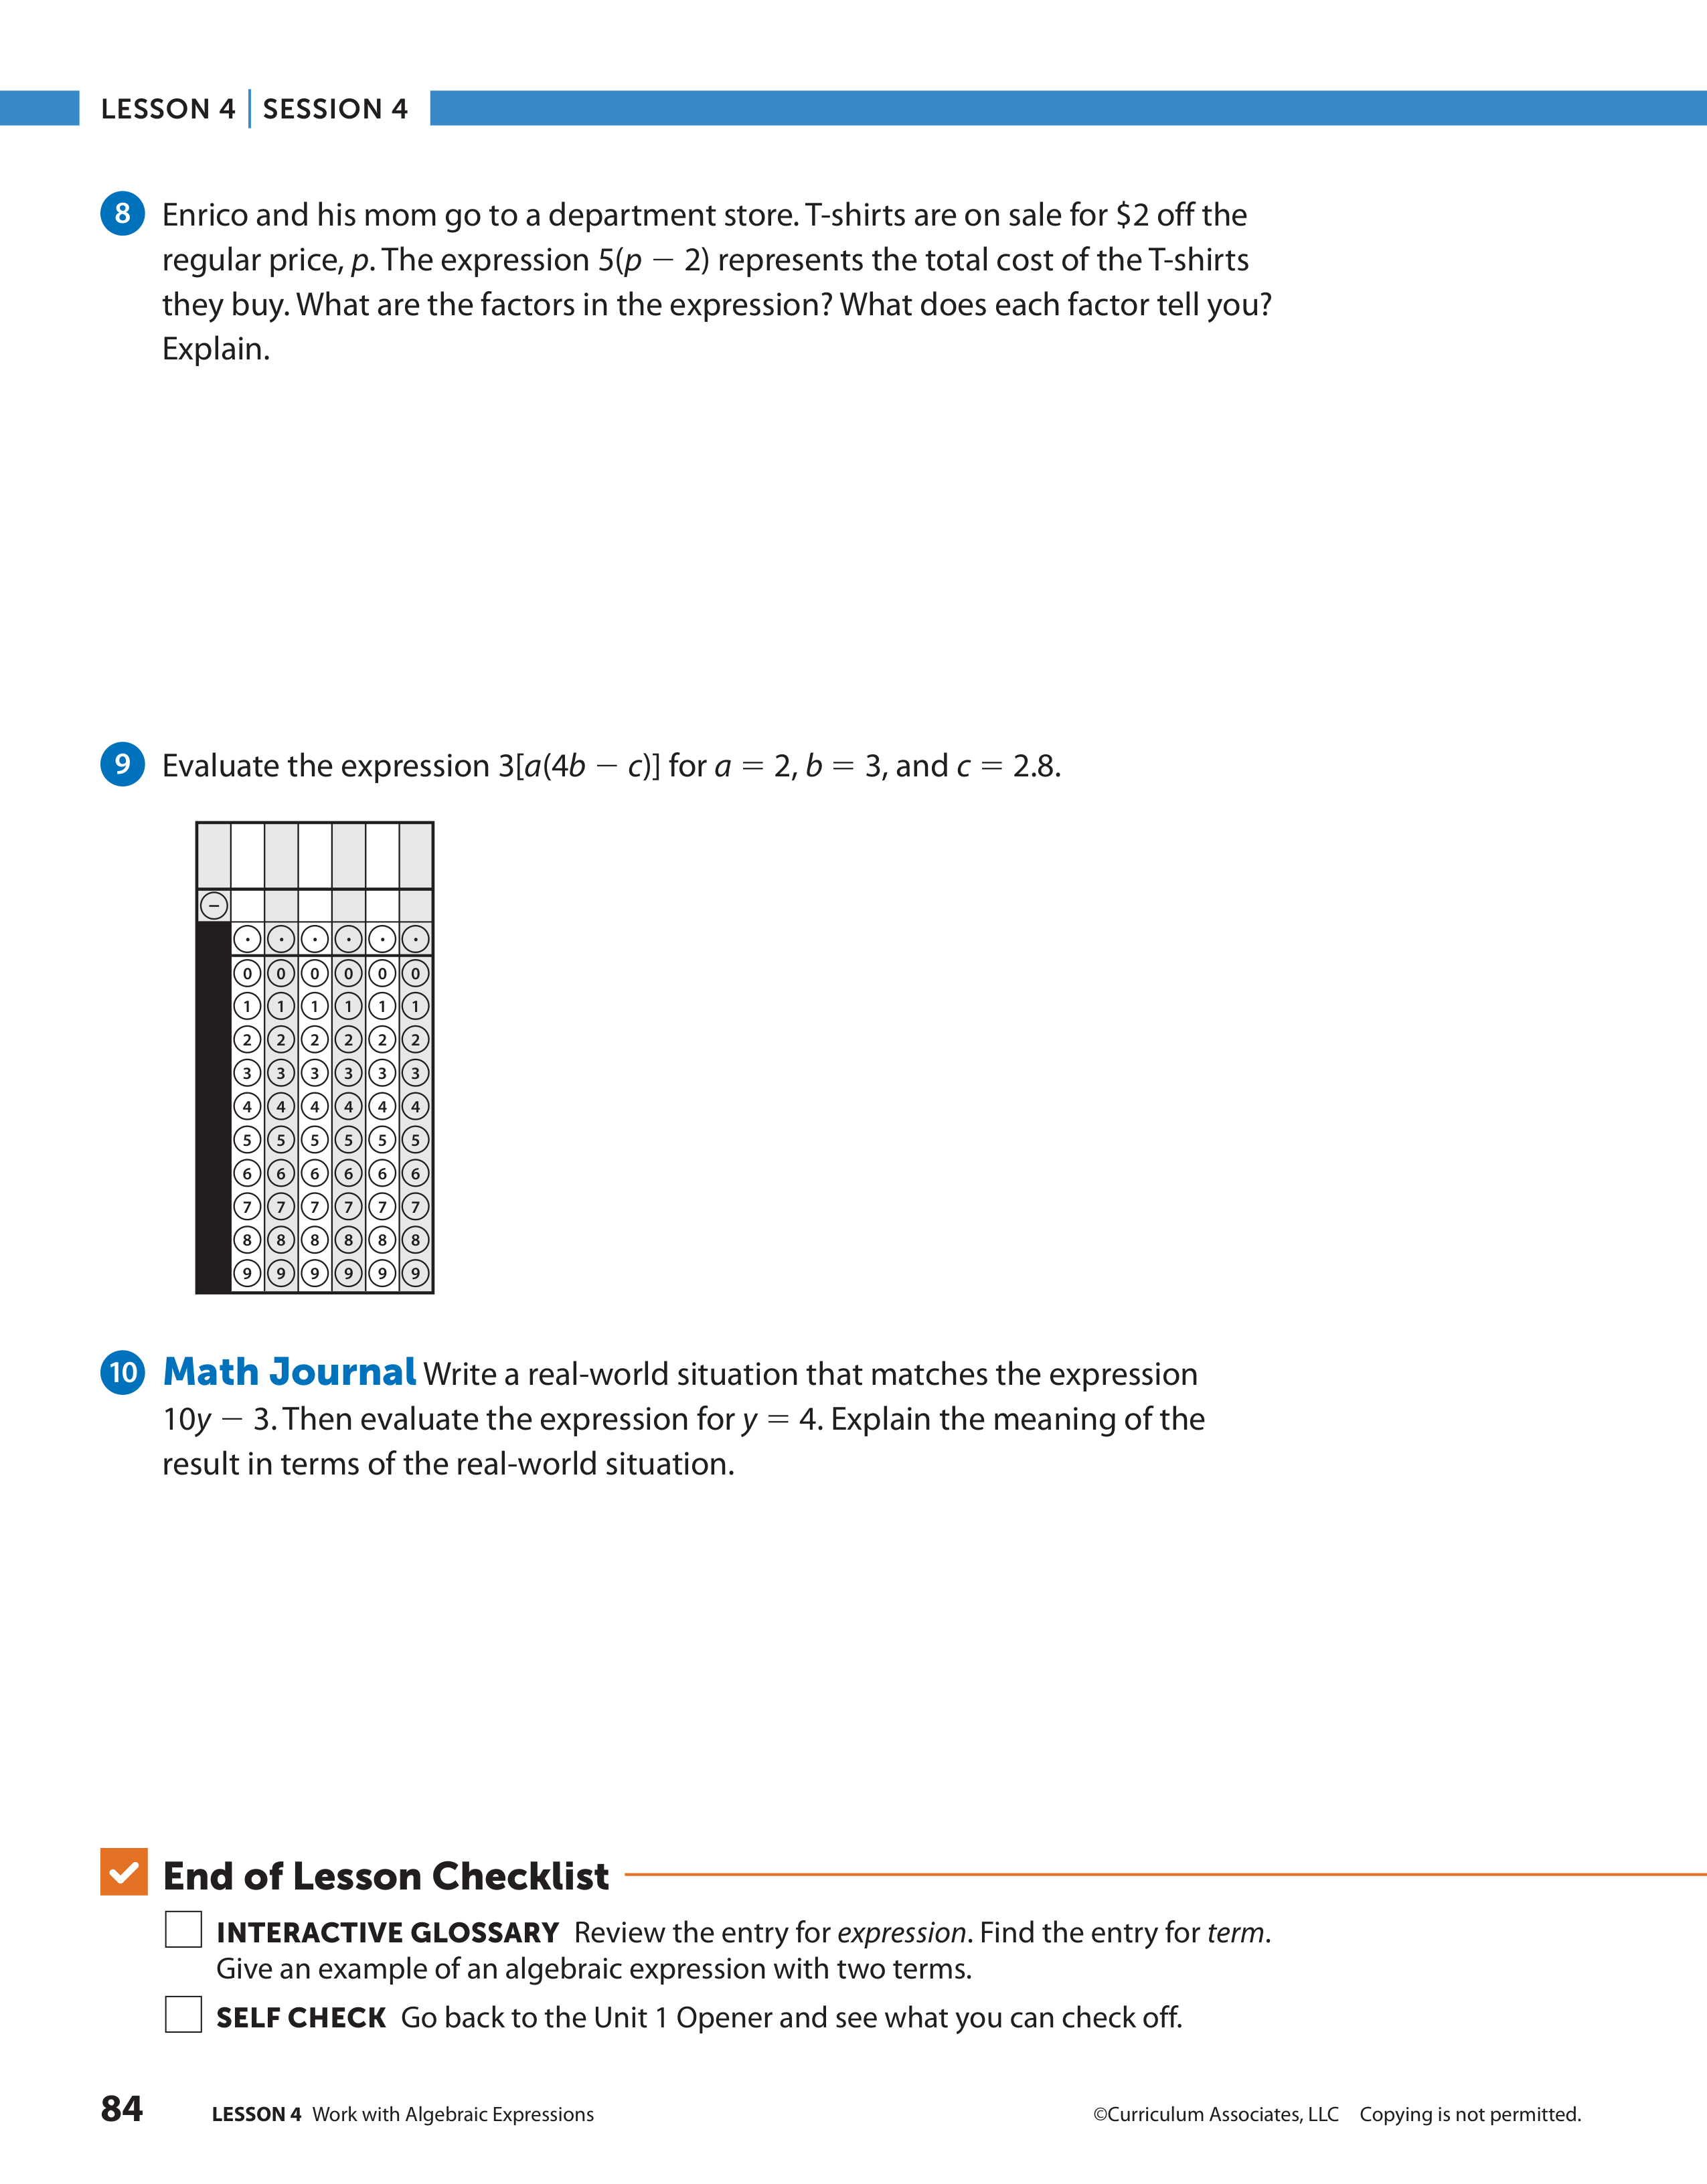 LESSON 4 | SESSION 4
8 Enrico and his mom go to a department store. T-shirts are on sale for $2 off the
regular price, p. The expression 5(p − 2) represents the total cost of the T-shirts
they buy. What are the factors in the expression? What does each factor tell you?
Explain.
9 Evaluate the expression 3[a(4b − c)] for a = 2, b = 3, and c = 2.8.
−
. . . . . .
0 0 0 0 0 0
1 1 1 1 1 1
2 2 2 2 2 2
3 3 3 3 3 3
4 4 4 4 4 4
5 5 5 5 5 5
6 6 6 6 6 6
7 7 7 7 7 7
8 8 8 8 8 8
9 9 9 9 9 9
10 Math Journal Write a real-world situation that matches the expression
10y − 3. Then evaluate the expression for y = 4. Explain the meaning of the
result in terms of the real-world situation.
End of Lesson Checklist
INTERACTIVE GLOSSARY Review the entry for expression. Find the entry for term.
Give an example of an algebraic expression with two terms.
SELF CHECK Go back to the Unit 1 Opener and see what you can check off.
84 LESSON 4 Work with Algebraic Expressions ©Curriculum Associates, LLC Copying is not permitted.